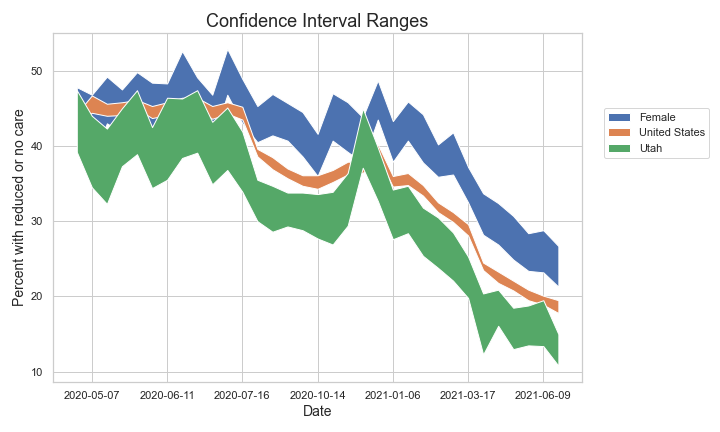 Confidence Interval Ranges
Percent with reduced or no care
50
40
30
20
10
2020-05-07
2020-06-11
2020-07-16
2020-10-14
2021-01-06
2021-03-17
2021-06-09
Date
Female
United States
Utah